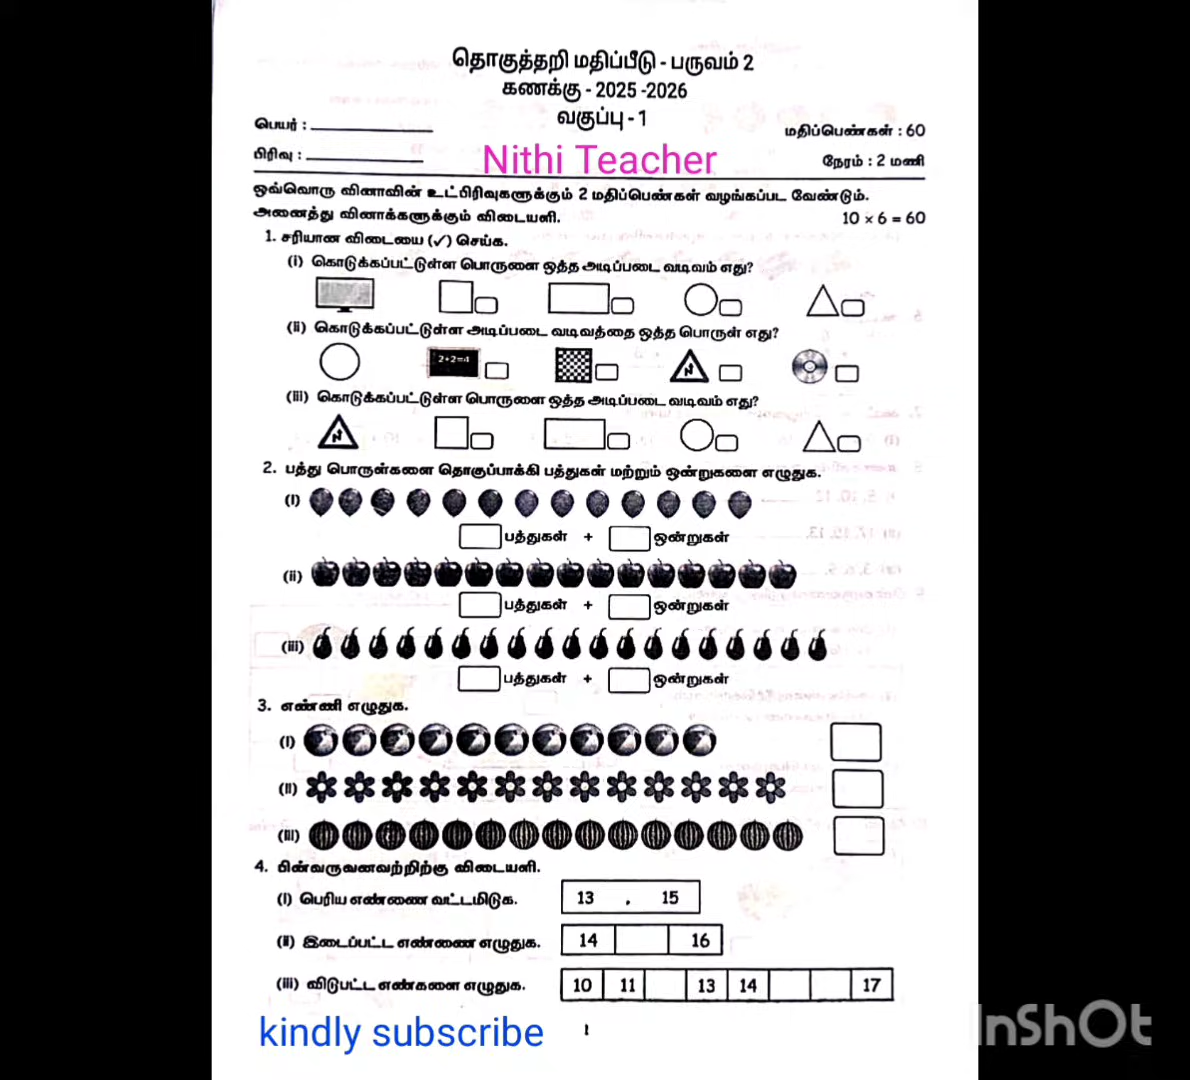 தொகுத்தறி மதிப்பீடு - பருவம் 2
கணக்கு - 2025 -2026
வகுப்பு - 1
பெயர் : ____________
மதிப்பெண்கள் : 60
பிரிவு : ____________
Nithi Teacher
நேரம் : 2 மணி
ஒவ்வொரு வினாவின் உட்பிரிவுகளுக்கும் 2 மதிப்பெண்கள் வழங்கப்பட வேண்டும்.
அனைத்து வினாக்களுக்கும் விடையளி. 10 × 6 = 60
1. சரியான விடையை (✓) செய்க.
(i) கொடுக்கப்பட்டுள்ள பொருளை ஒத்த அடிப்படை வடிவம் எது?
(ii) கொடுக்கப்பட்டுள்ள அடிப்படை வடிவத்தை ஒத்த பொருள் எது?
2+2=4
(iii) கொடுக்கப்பட்டுள்ள பொருளை ஒத்த அடிப்படை வடிவம் எது?
2. பத்து பொருள்களை தொகுப்பாக்கி பத்துகள் மற்றும் ஒன்றுகளை எழுதுக.
(i)
பத்துகள் + ஒன்றுகள்
(ii)
பத்துகள் + ஒன்றுகள்
(iii)
பத்துகள் + ஒன்றுகள்
3. எண்ணி எழுதுக.
(i)
(ii)
(iii)
4. பின்வருவனவற்றிற்கு விடையளி.
(i) பெரிய எண்ணை வட்டமிடுக. 13 , 15
(ii) இடைப்பட்ட எண்ணை எழுதுக. 14 16
(iii) விடுபட்ட எண்களை எழுதுக. 10 11 13 14 17
kindly subscribe
1
InShOt